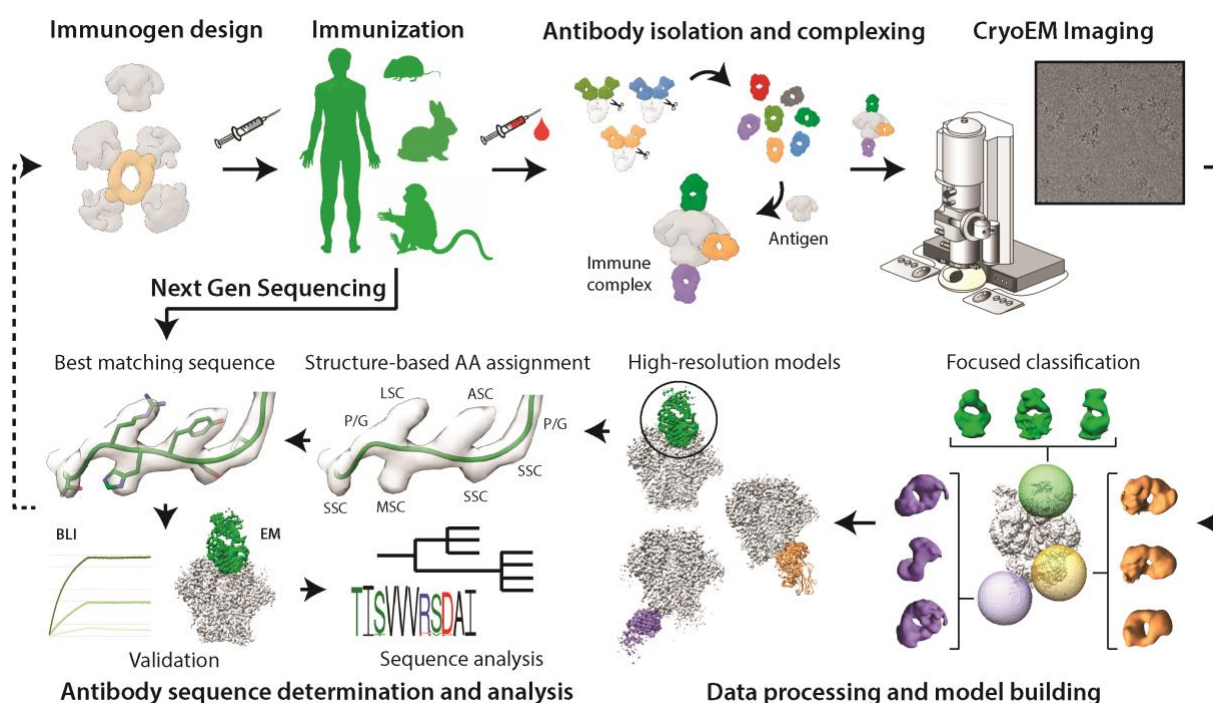 Immunogen design
Immunization
Antibody isolation and complexing
CryoEM Imaging
Antigen
Immune
complex
Next Gen Sequencing
Best matching sequence
Structure-based AA assignment
High-resolution models
Focused classification
LSC
ASC
P/G
P/G
SSC
SSC
SSC
MSC
BLI
EM
TISWVRSDAI
Validation
Sequence analysis
Antibody sequence determination and analysis
Data processing and model building